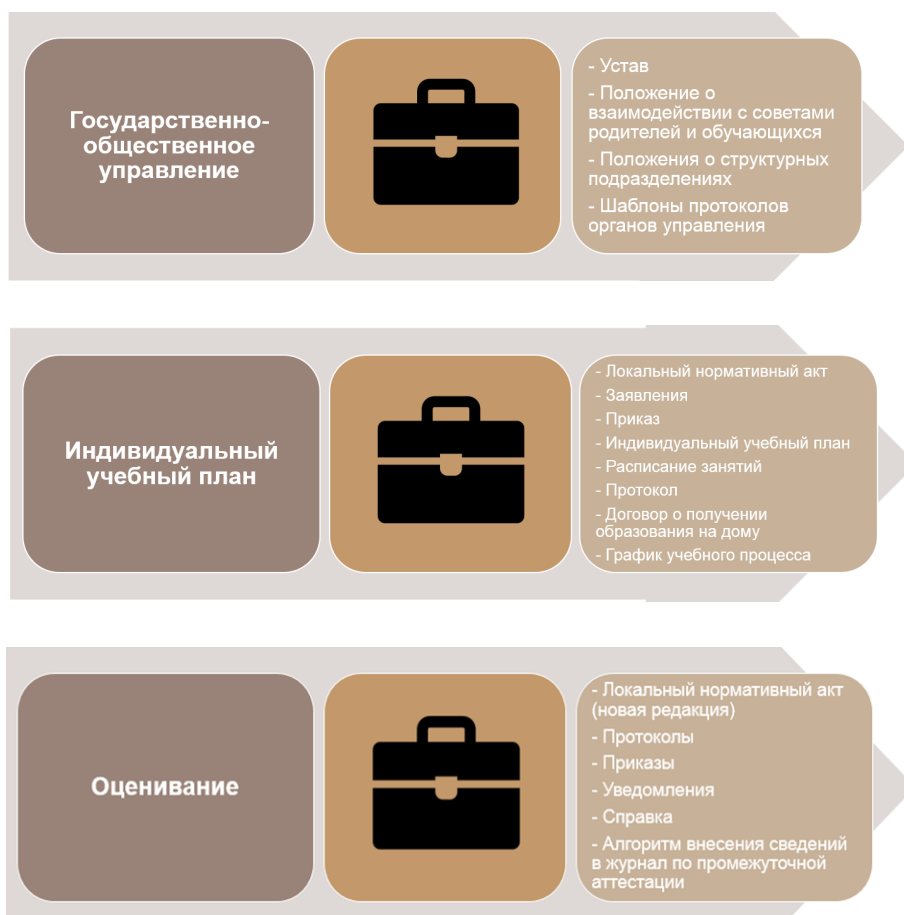 Государственно-
общественное
управление
- Устав
- Положение о
взаимодействии с советами
родителей и обучающихся
- Положения о структурных
подразделениях
- Шаблоны протоколов
органов управления
Индивидуальный
учебный план
- Локальный нормативный акт
- Заявления
- Приказ
- Индивидуальный учебный план
- Расписание занятий
- Протокол
- Договор о получении
образования на дому
- График учебного процесса
Оценивание
- Локальный нормативный акт
(новая редакция)
- Протоколы
- Приказы
- Уведомления
- Справка
- Алгоритм внесения сведений
в журнал по промежуточной
аттестации